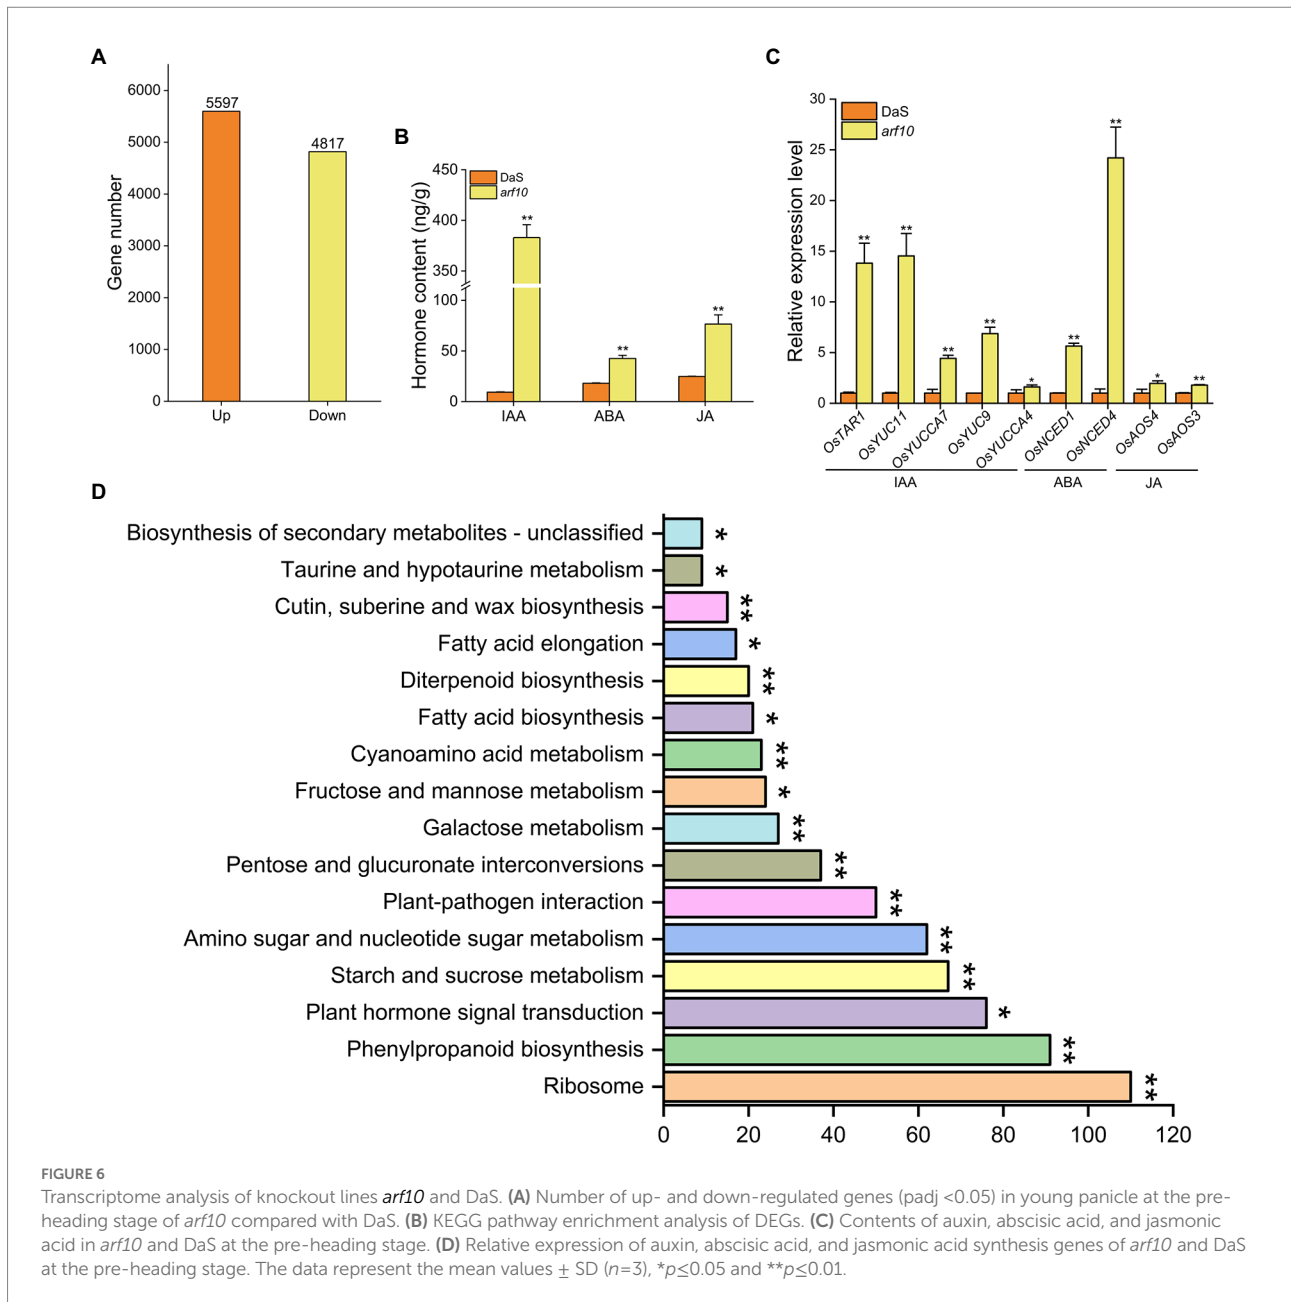 A
6000
5000
4000
3000
2000
1000
0
Gene number
5597
4817
Up
Down
B
450
400
350
100
50
0
Hormone content (ng/g)
DaS
arf10
**
**
**
IAA
ABA
JA
C
30
25
20
15
10
5
0
Relative expression level
DaS
arf10
**
**
**
**
*
**
**
*
**
OsTAR1
OsYUC11
OsYUCCA7
OsYUC9
OsYUCCA4
OsNCED1
OsNCED4
OsAOS4
OsAOS3
IAA
ABA
JA
D
Biosynthesis of secondary metabolites - unclassified *
Taurine and hypotaurine metabolism *
Cutin, suberine and wax biosynthesis **
Fatty acid elongation *
Diterpenoid biosynthesis **
Fatty acid biosynthesis *
Cyanoamino acid metabolism **
Fructose and mannose metabolism *
Galactose metabolism **
Pentose and glucuronate interconversions **
Plant-pathogen interaction **
Amino sugar and nucleotide sugar metabolism **
Starch and sucrose metabolism **
Plant hormone signal transduction *
Phenylpropanoid biosynthesis **
Ribosome **
0 20 40 60 80 100 120
FIGURE 6
Transcriptome analysis of knockout lines arf10 and DaS. (A) Number of up- and down-regulated genes (padj <0.05) in young panicle at the pre-
heading stage of arf10 compared with DaS. (B) KEGG pathway enrichment analysis of DEGs. (C) Contents of auxin, abscisic acid, and jasmonic
acid in arf10 and DaS at the pre-heading stage. (D) Relative expression of auxin, abscisic acid, and jasmonic acid synthesis genes of arf10 and DaS
at the pre-heading stage. The data represent the mean values ± SD (n=3), *p≤0.05 and **p≤0.01.